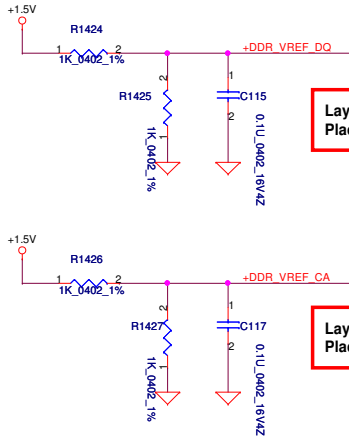 +1.5V
R1424
1 2
1K_0402_1%
+DDR_VREF_DQ
R1425
2
1
1K_0402_1%
1
C115
2
0.1U_0402_16V4Z
Lay
Plac
+1.5V
R1426
1 2
1K_0402_1%
+DDR_VREF_CA
R1427
2
1
1K_0402_1%
1
C117
2
0.1U_0402_16V4Z
Lay
Plac